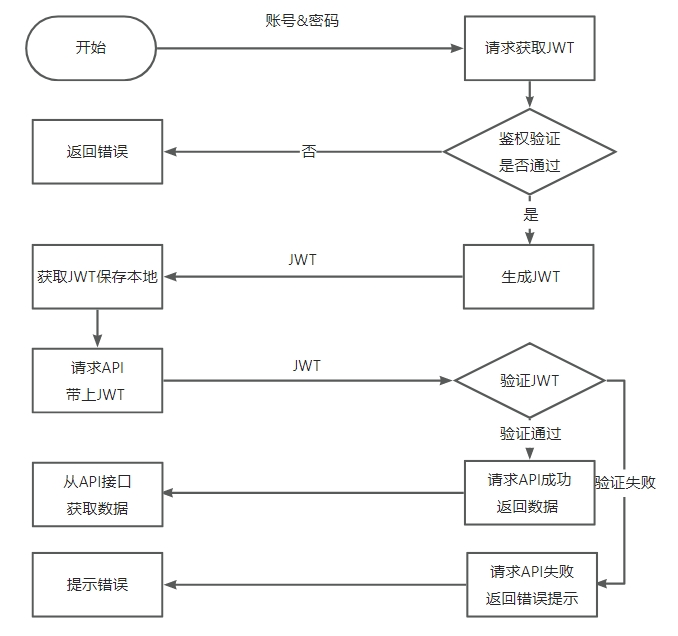 账号&密码
开始
请求获取JWT
鉴权验证
是否通过
返回错误
否
是
JWT
获取JWT保存本地
生成JWT
请求API
带上JWT
JWT
验证JWT
验证通过
从API接口
获取数据
请求API成功
返回数据
验证失败
提示错误
请求API失败
返回错误提示